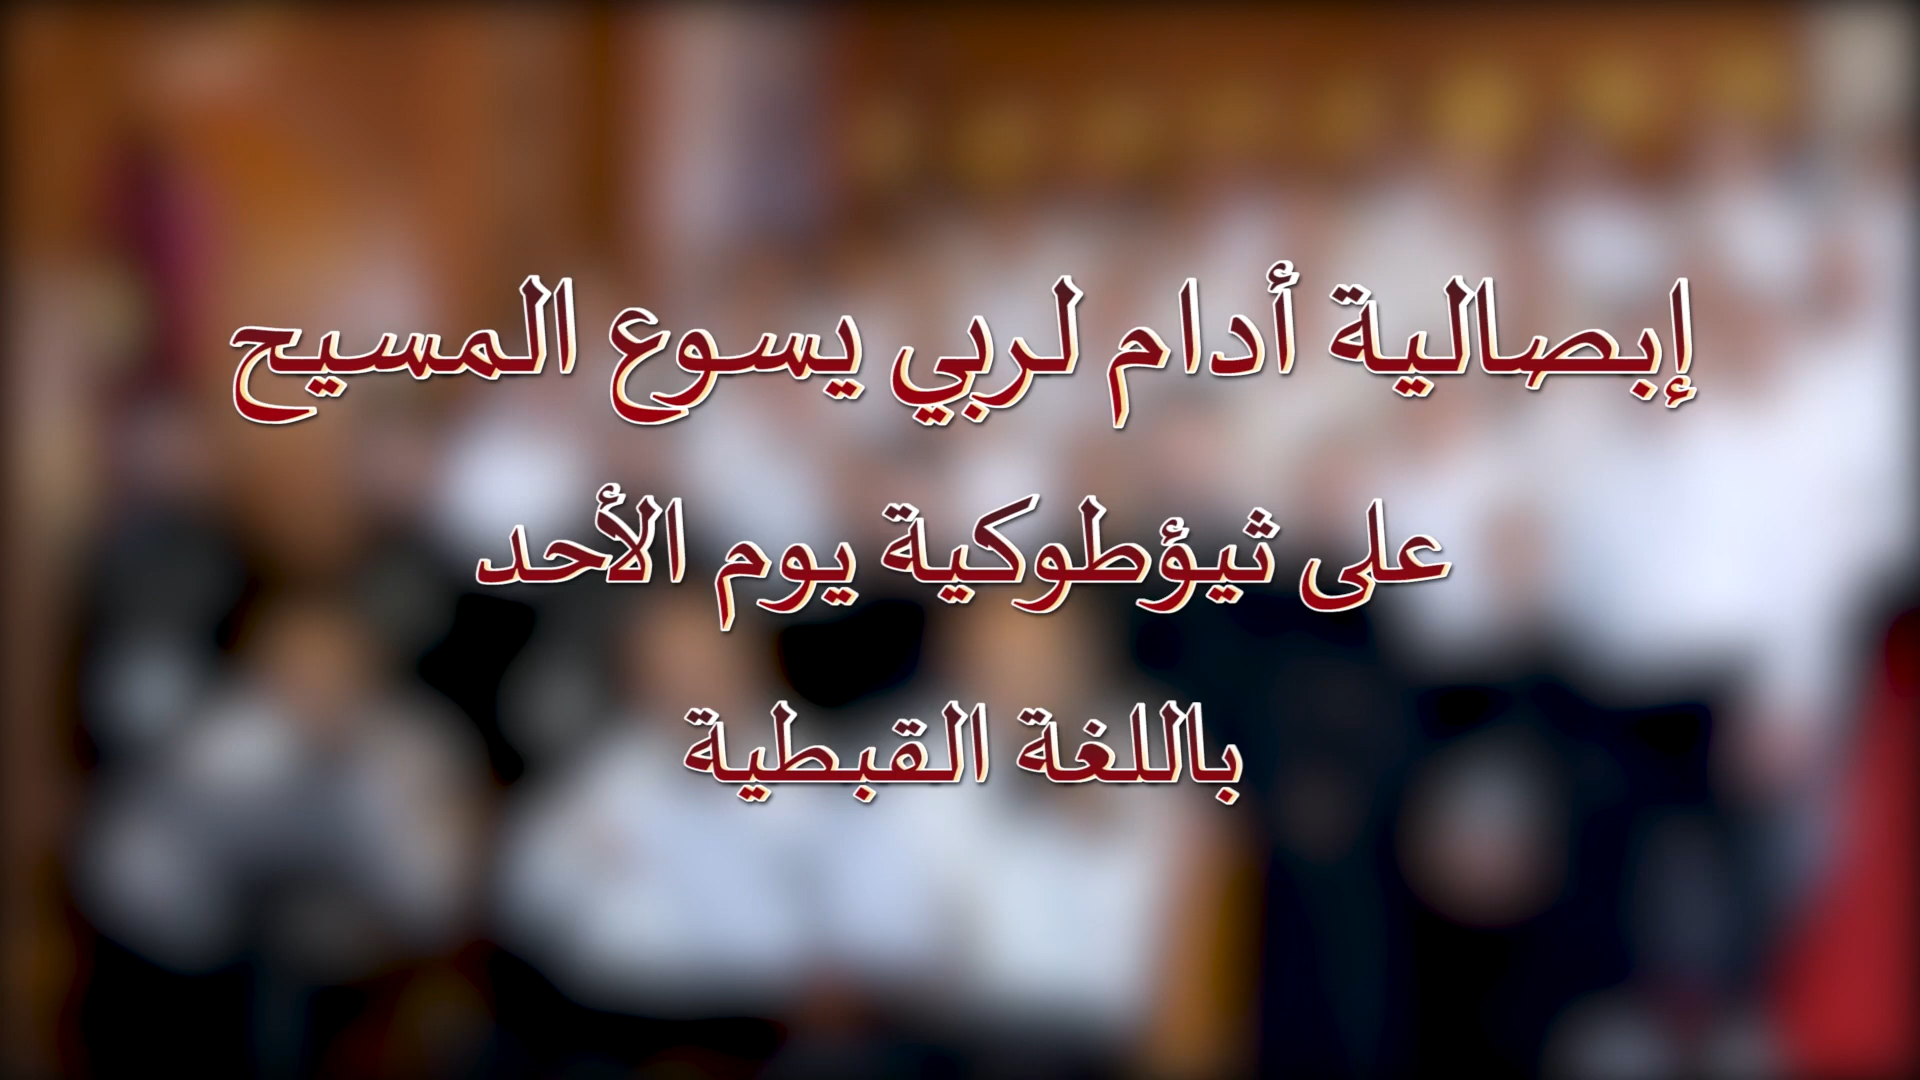 إبصالية أدام لربي يسوع المسيح
على ثيؤطوكية يوم الأحد
باللغة القبطية